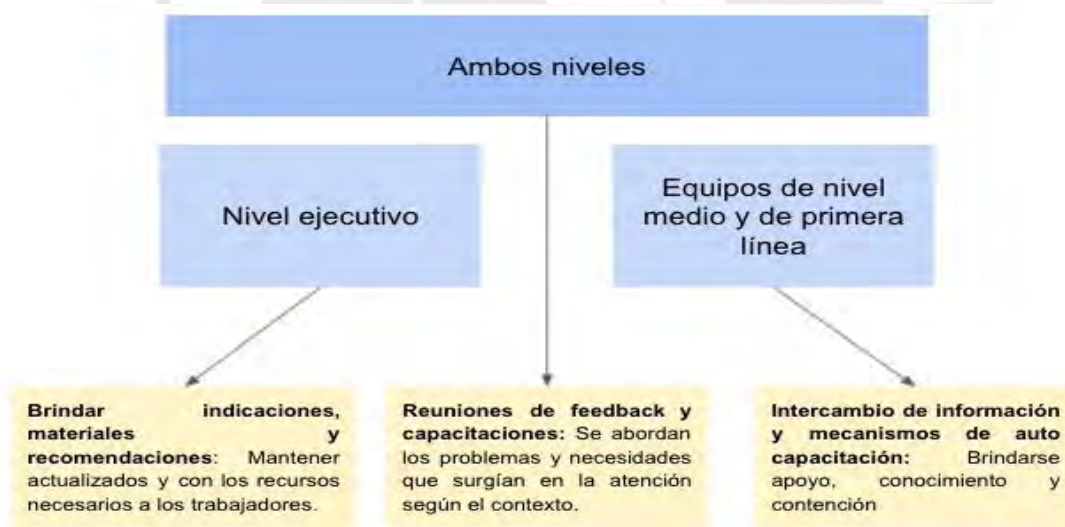 Ambos niveles
Nivel ejecutivo
Equipos de nivel
medio y de primera
línea
Brindar indicaciones,
materiales y
recomendaciones: Mantener
actualizados y con los recursos
necesarios a los trabajadores.
Reuniones de feedback y
capacitaciones: Se abordan
los problemas y necesidades
que surgían en la atención
según el contexto.
Intercambio de información
y mecanismos de auto
capacitación: Brindarse
apoyo, conocimiento y
contención